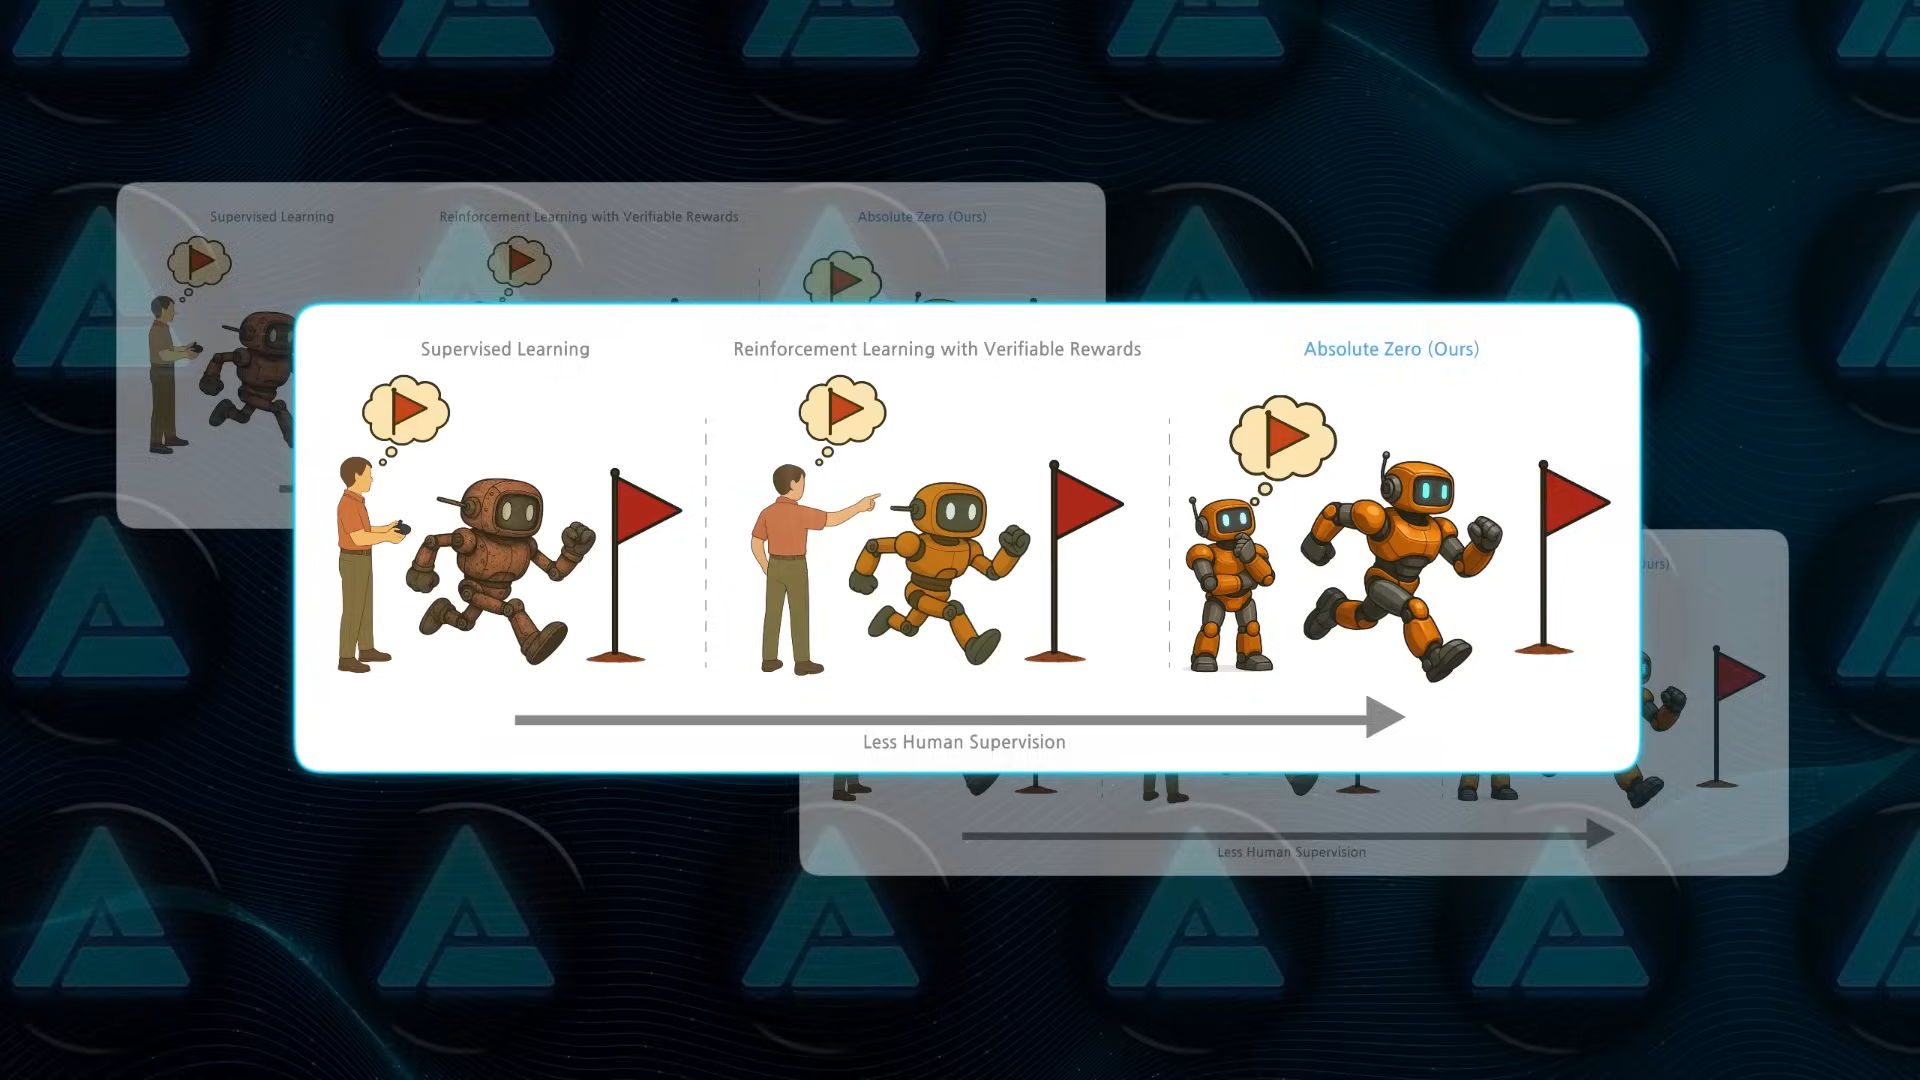 Supervised Learning
Reinforcement Learning with Verifiable Rewards
Absolute Zero (Ours)
Supervised Learning
Reinforcement Learning with Verifiable Rewards
Absolute Zero (Ours)
Less Human Supervision
Less Human Supervision